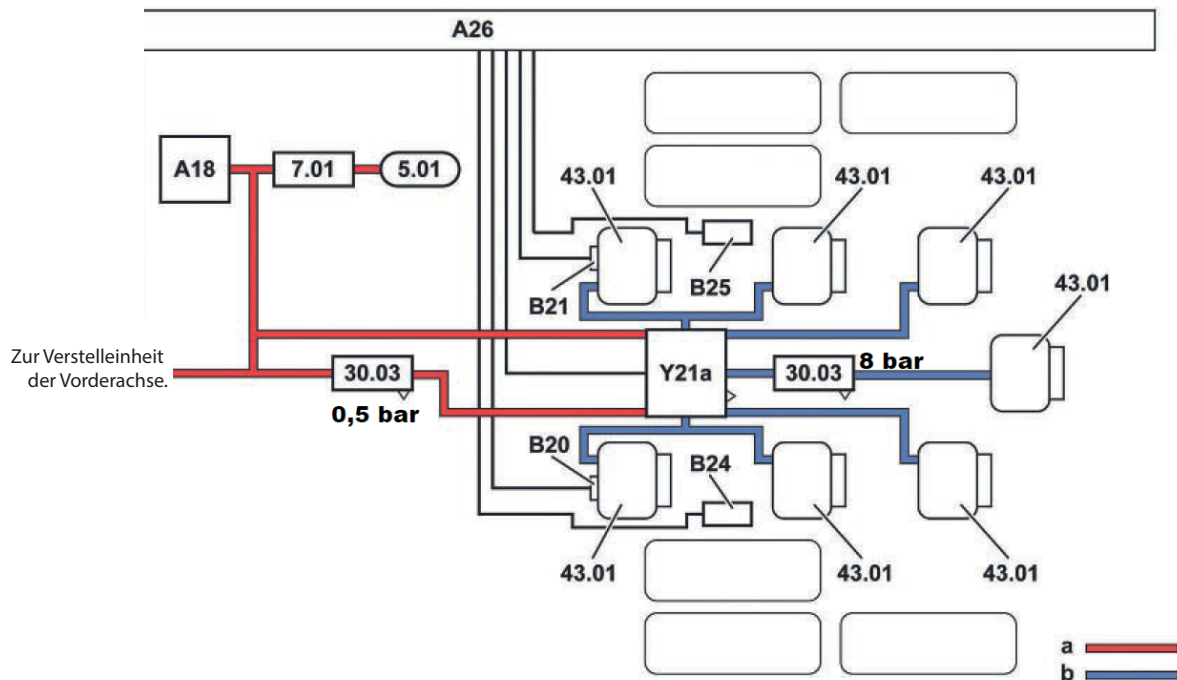 A26
A18
7.01
5.01
43.01
43.01
43.01
B21
B25
43.01
Zur Verstelleinheit
der Vorderachse.
30.03
Y21a
30.03
8 bar
0,5 bar
B20
B24
43.01
43.01
43.01
a
b